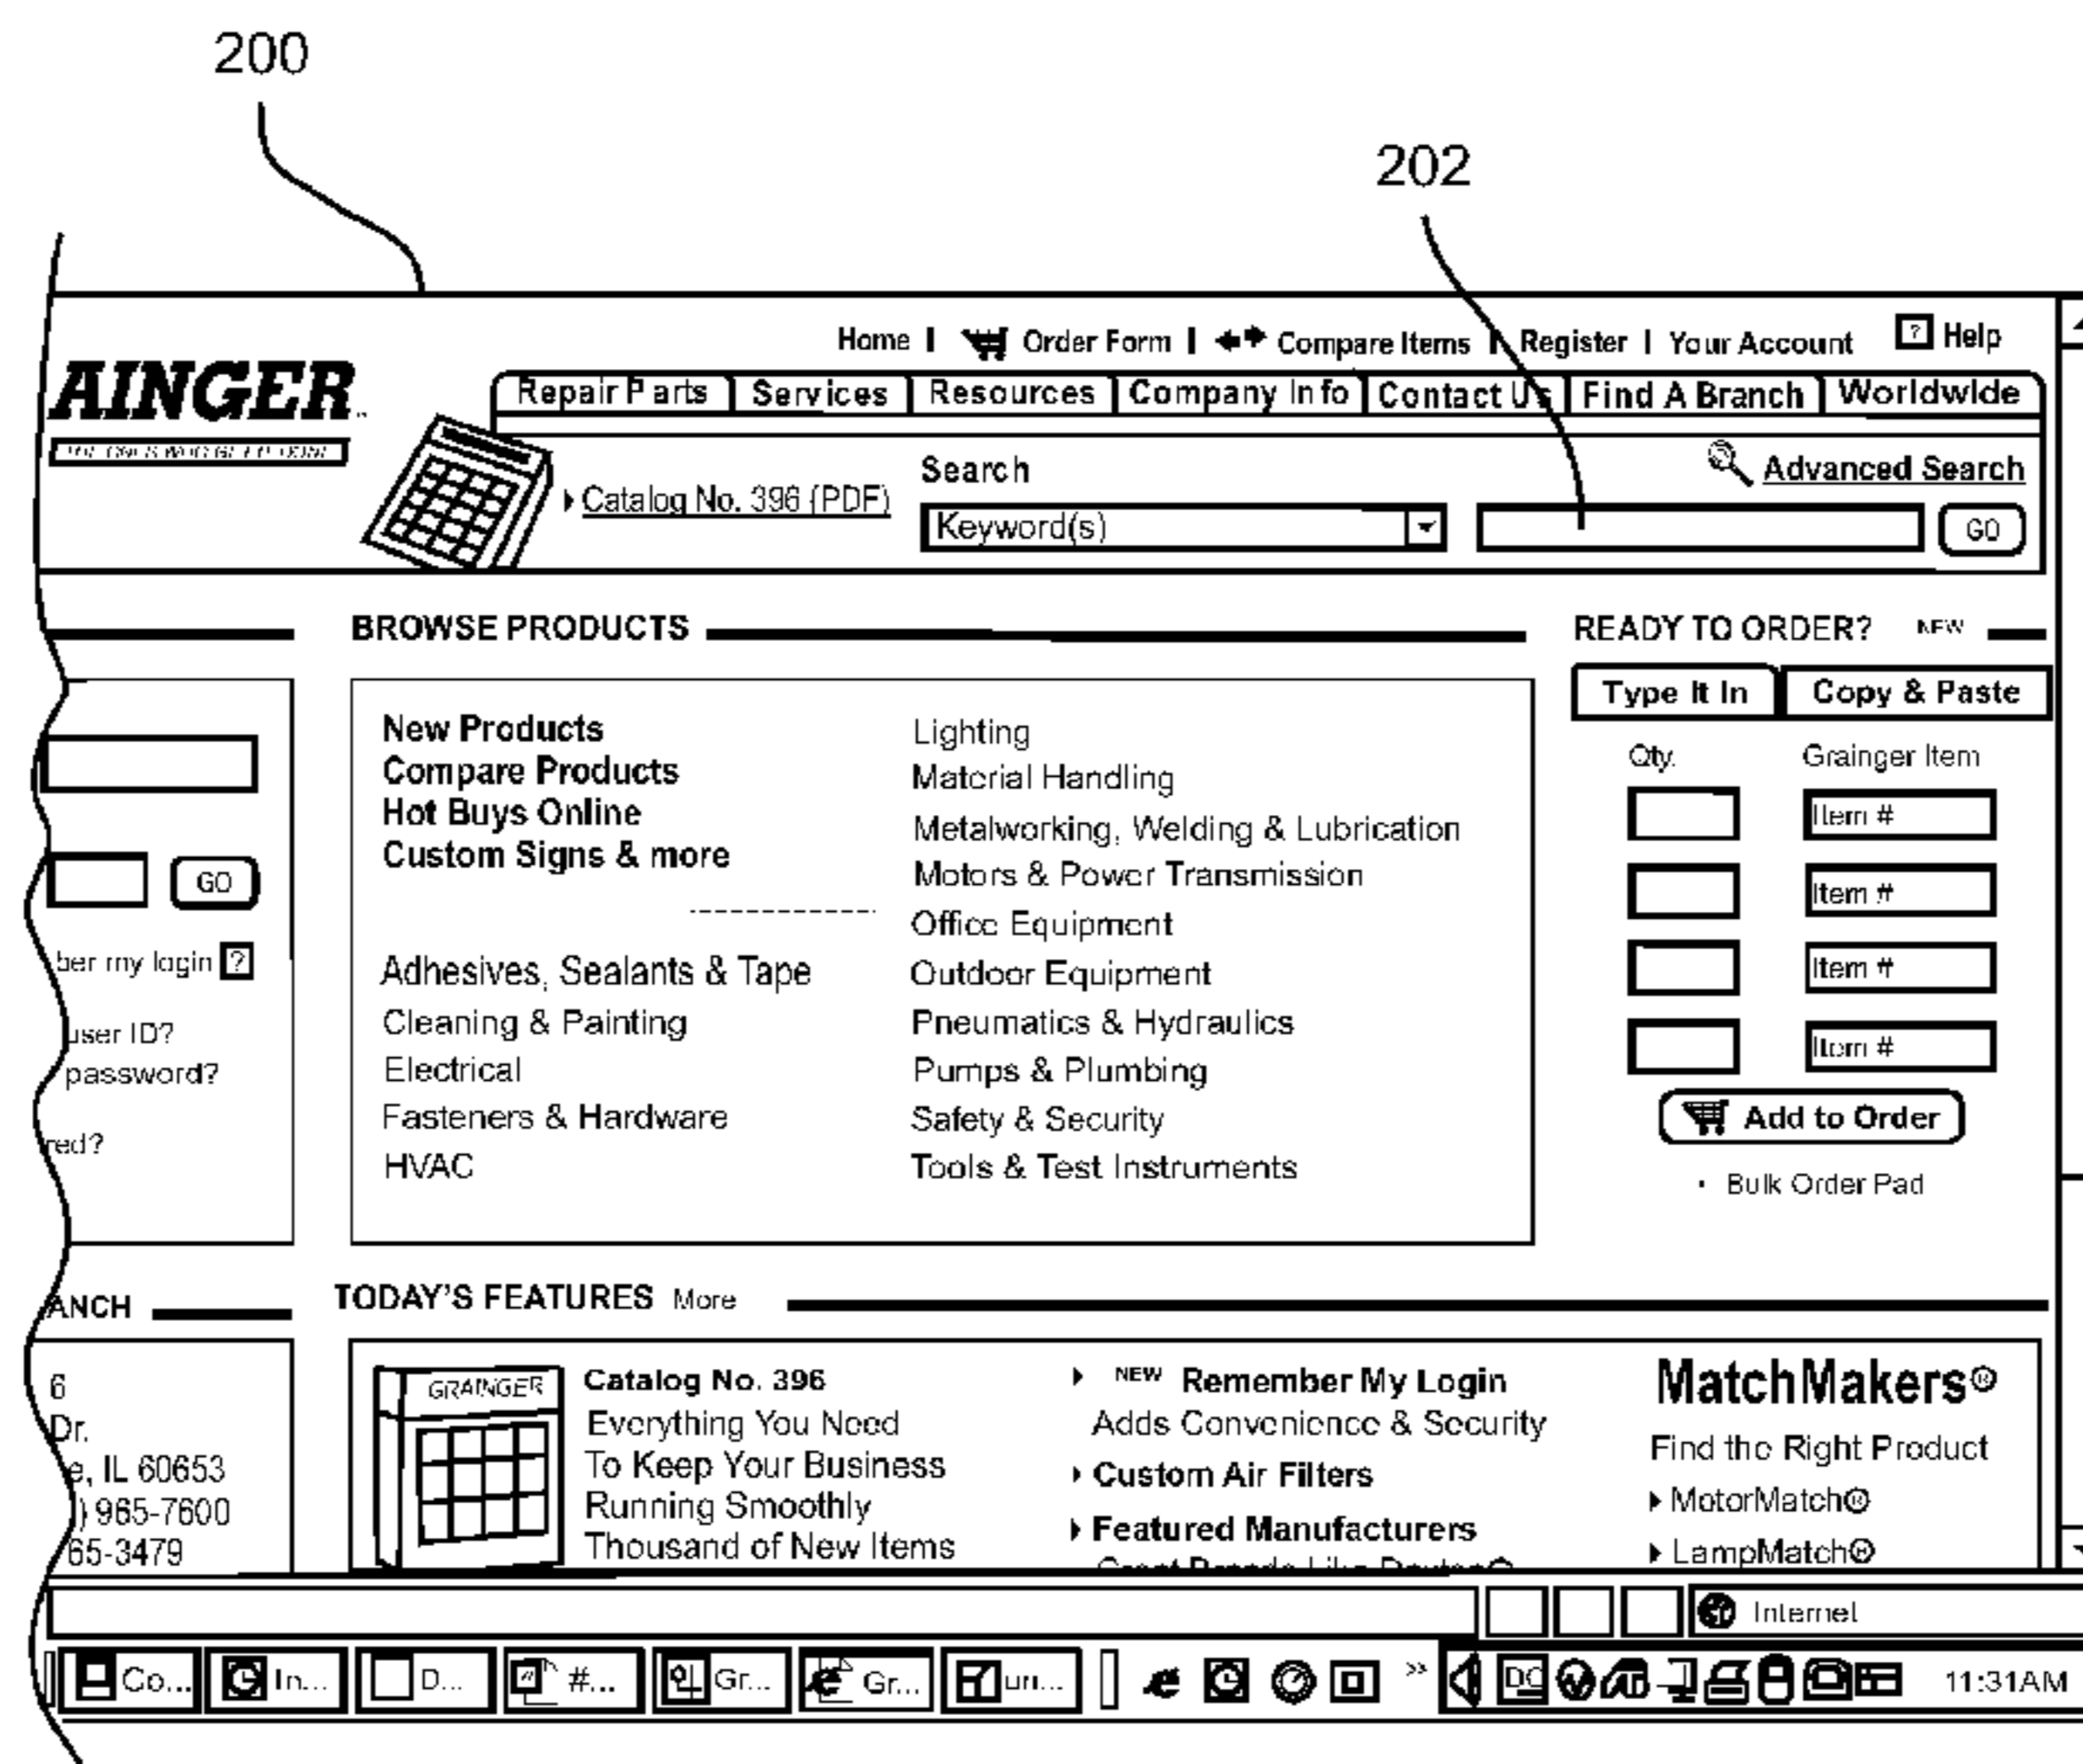 200
202
Home | Order Form | Compare Items | Register | Your Account ? Help
AINGER
Repair Parts Services Resources Company Info Contact Us Find A Branch Worldwide
Search
Advanced Search
Catalog No. 396 (PDF)
Keyword(s)
GO
BROWSE PRODUCTS
READY TO ORDER? NEW
Type It In Copy & Paste
New Products
Compare Products
Hot Buys Online
Custom Signs & more
Adhesives, Sealants & Tape
Cleaning & Painting
Electrical
Fasteners & Hardware
HVAC
Lighting
Material Handling
Metalworking, Welding & Lubrication
Motors & Power Transmission
Office Equipment
Outdoor Equipment
Pneumatics & Hydraulics
Pumps & Plumbing
Safety & Security
Tools & Test Instruments
Qty. Grainger Item
Item #
Item #
Item #
Item #
Add to Order
• Bulk Order Pad
GO
ber my login ?
user ID?
password?
red?
ANCH
6
Dr.
e, IL 60653
) 965-7600
65-3479
TODAY'S FEATURES More
GRAINGER
Catalog No. 396
Everything You Need
To Keep Your Business
Running Smoothly
Thousand of New Items
NEW Remember My Login
Adds Convenience & Security
Custom Air Filters
Featured Manufacturers
MatchMakers®
Find the Right Product
MotorMatch®
LampMatch®
Internet
Co... In... D... #... Gr... Gr... un... » DC 11:31AM